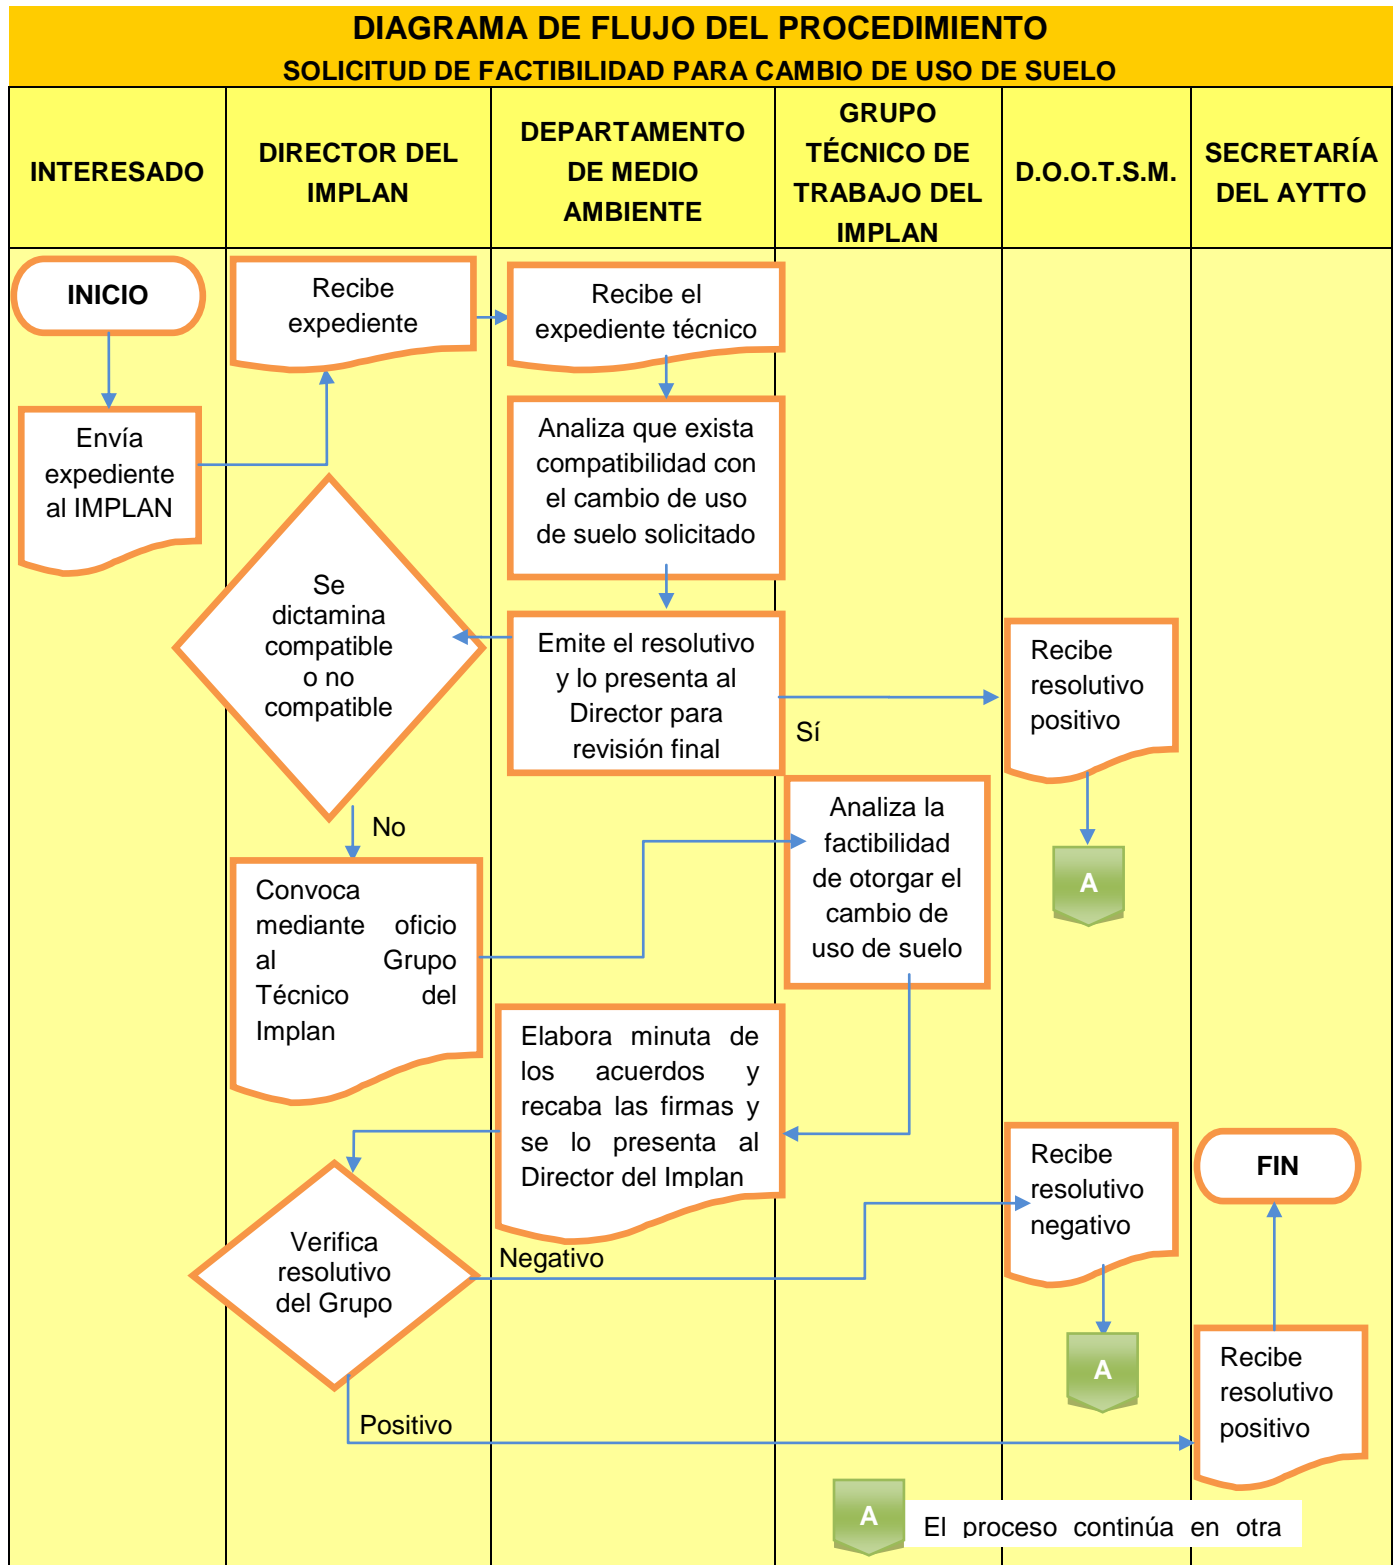 DIAGRAMA DE FLUJO DEL PROCEDIMIENTO
SOLICITUD DE FACTIBILIDAD PARA CAMBIO DE USO DE SUELO
INTERESADO
DIRECTOR DEL
IMPLAN
DEPARTAMENTO
DE MEDIO
AMBIENTE
GRUPO
TÉCNICO DE
TRABAJO DEL
IMPLAN
D.O.O.T.S.M.
SECRETARÍA
DEL AYTTO
INICIO
Recibe
expediente
Recibe el
expediente técnico
Envía
expediente
al IMPLAN
Analiza que exista
compatibilidad con
el cambio de uso
de suelo solicitado
Se
dictamina
compatible
o no
compatible
Emite el resolutivo
y lo presenta al
Director para
revisión final
Sí
Recibe
resolutivo
positivo
A
No
Convoca
mediante oficio
al Grupo
Técnico del
Implan
Analiza la
factibilidad
de otorgar el
cambio de
uso de suelo
Elabora minuta de
los acuerdos y
recaba las firmas y
se lo presenta al
Director del Implan
Verifica
resolutivo
del Grupo
Negativo
Recibe
resolutivo
negativo
A
FIN
Positivo
Recibe
resolutivo
positivo
A
El proceso continúa en otra